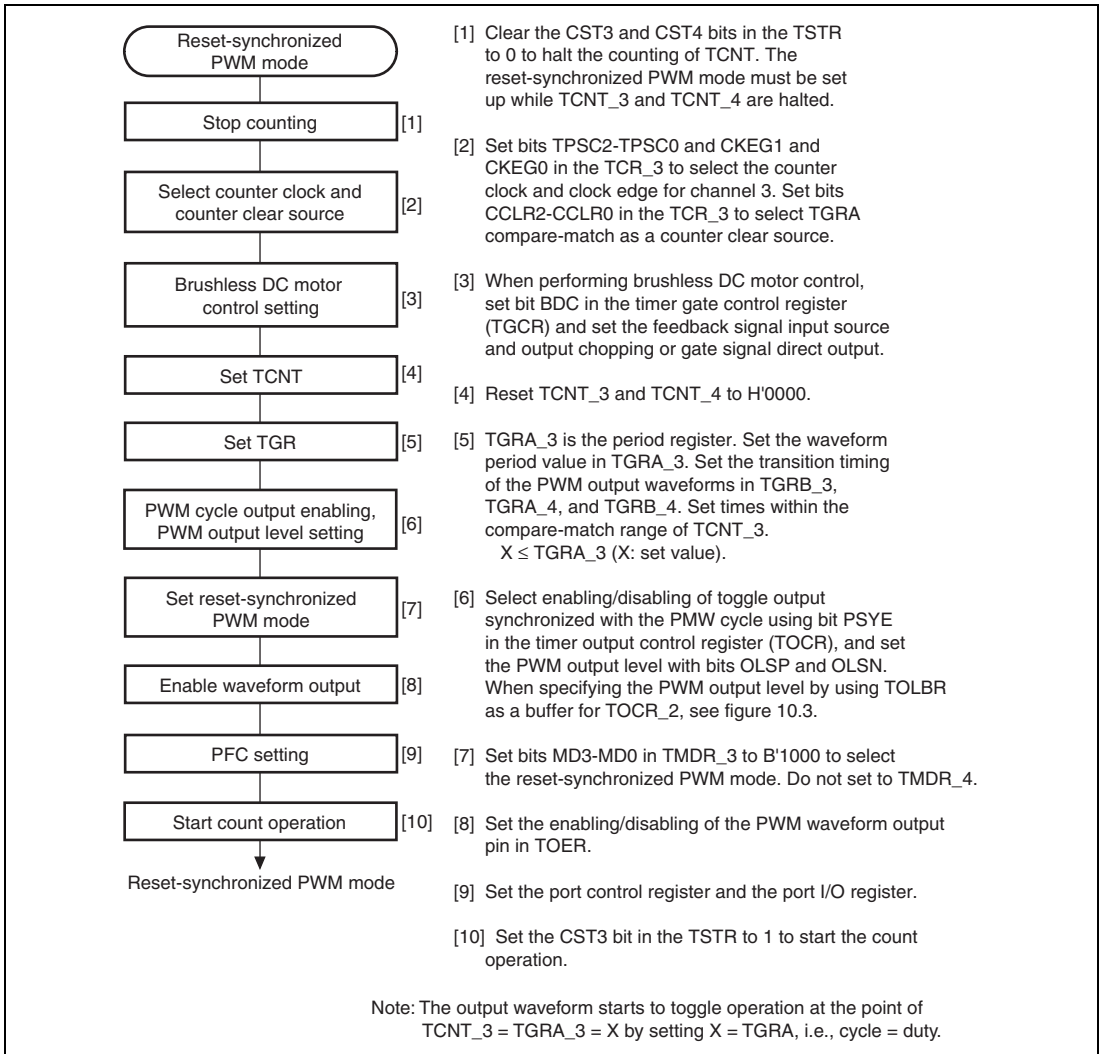 Reset-synchronized
PWM mode
Stop counting
[1]
Select counter clock and
counter clear source
[2]
Brushless DC motor
control setting
[3]
Set TCNT
[4]
Set TGR
[5]
PWM cycle output enabling,
PWM output level setting
[6]
Set reset-synchronized
PWM mode
[7]
Enable waveform output
[8]
PFC setting
[9]
Start count operation
[10]
Reset-synchronized PWM mode
[1] Clear the CST3 and CST4 bits in the TSTR
to 0 to halt the counting of TCNT. The
reset-synchronized PWM mode must be set
up while TCNT_3 and TCNT_4 are halted.
[2] Set bits TPSC2-TPSC0 and CKEG1 and
CKEG0 in the TCR_3 to select the counter
clock and clock edge for channel 3. Set bits
CCLR2-CCLR0 in the TCR_3 to select TGRA
compare-match as a counter clear source.
[3] When performing brushless DC motor control,
set bit BDC in the timer gate control register
(TGCR) and set the feedback signal input source
and output chopping or gate signal direct output.
[4] Reset TCNT_3 and TCNT_4 to H'0000.
[5] TGRA_3 is the period register. Set the waveform
period value in TGRA_3. Set the transition timing
of the PWM output waveforms in TGRB_3,
TGRA_4, and TGRB_4. Set times within the
compare-match range of TCNT_3.
X ≤ TGRA_3 (X: set value).
[6] Select enabling/disabling of toggle output
synchronized with the PMW cycle using bit PSYE
in the timer output control register (TOCR), and set
the PWM output level with bits OLSP and OLSN.
When specifying the PWM output level by using TOLBR
as a buffer for TOCR_2, see figure 10.3.
[7] Set bits MD3-MD0 in TMDR_3 to B'1000 to select
the reset-synchronized PWM mode. Do not set to TMDR_4.
[8] Set the enabling/disabling of the PWM waveform output
pin in TOER.
[9] Set the port control register and the port I/O register.
[10] Set the CST3 bit in the TSTR to 1 to start the count
operation.
Note: The output waveform starts to toggle operation at the point of
TCNT_3 = TGRA_3 = X by setting X = TGRA, i.e., cycle = duty.